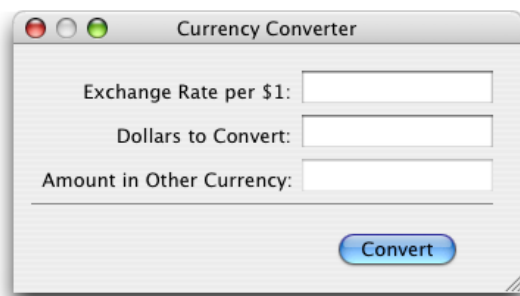 Currency Converter
Exchange Rate per $1:
Dollars to Convert:
Amount in Other Currency:
Convert